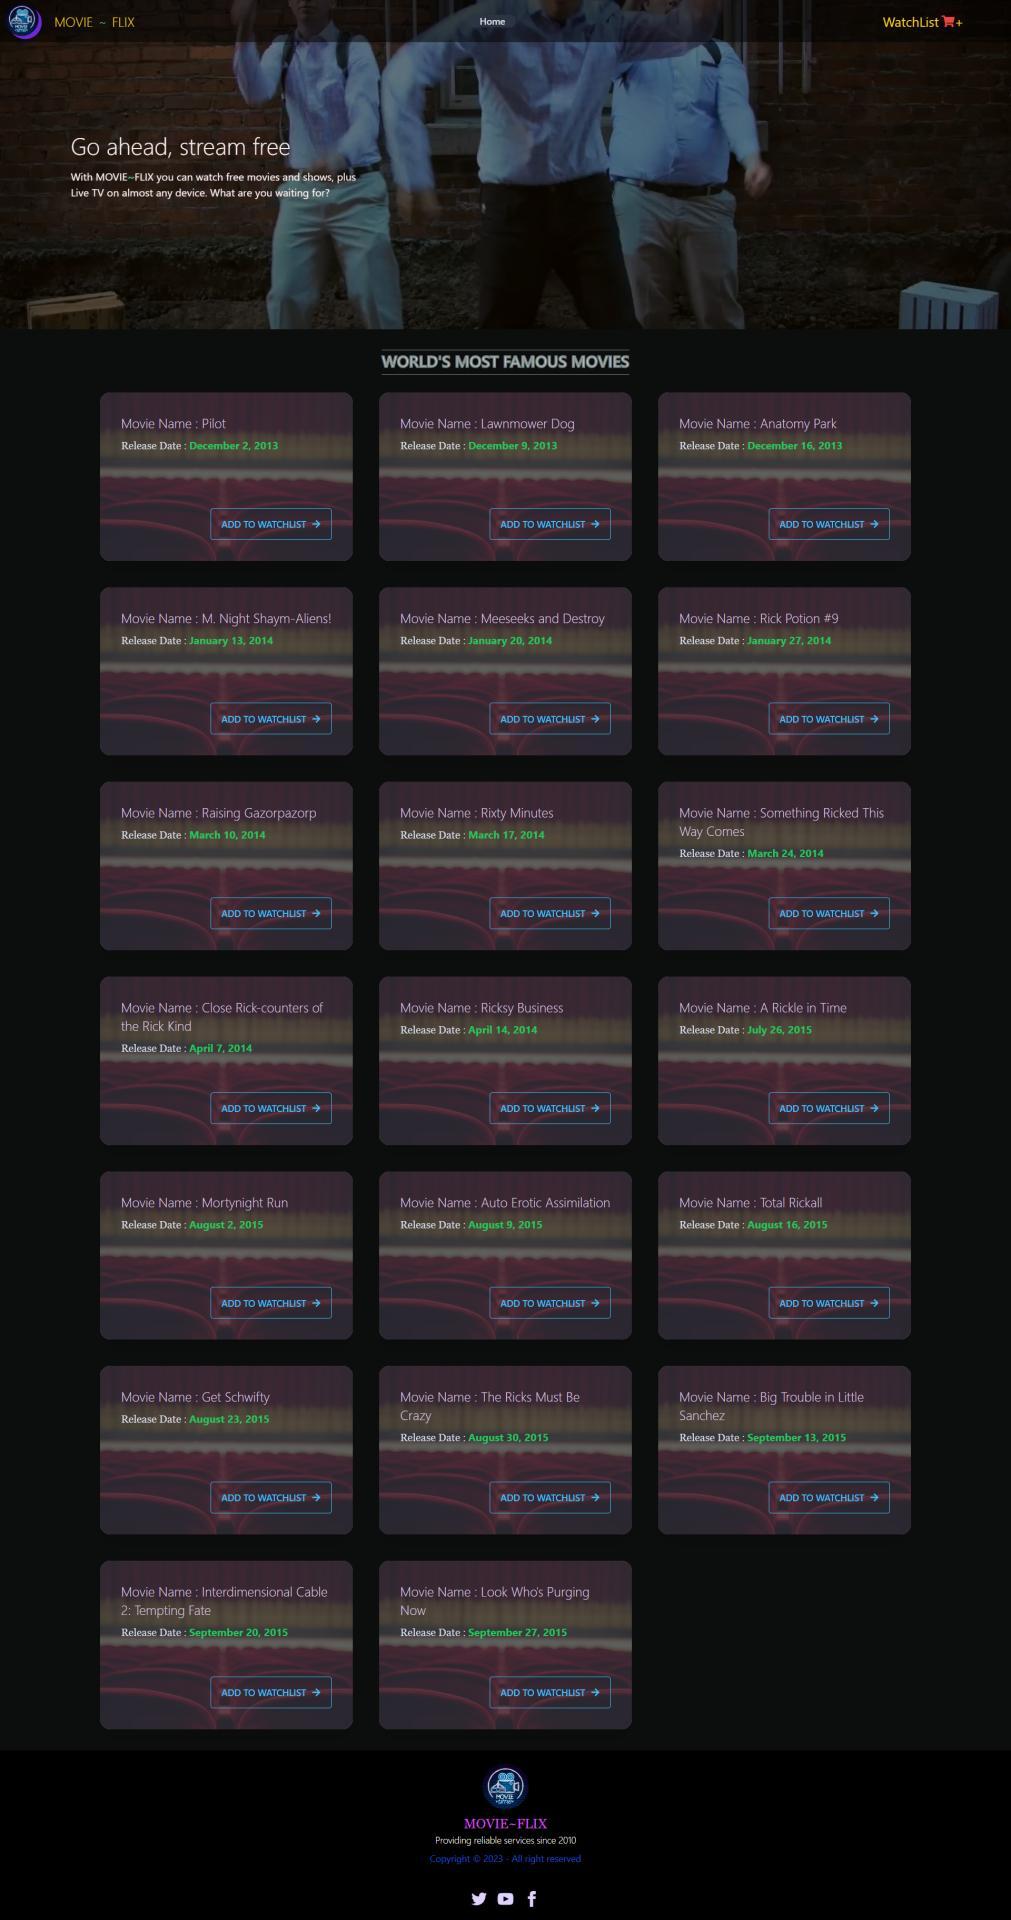 MOVIE ~ FLIX
Home
WatchList +
Go ahead, stream free
With MOVIE~FLIX you can watch free movies and shows, plus
Live TV on almost any device. What are you waiting for?
WORLD'S MOST FAMOUS MOVIES
Movie Name : Pilot
Release Date : December 2, 2013
ADD TO WATCHLIST →
Movie Name : Lawnmower Dog
Release Date : December 9, 2013
ADD TO WATCHLIST →
Movie Name : Anatomy Park
Release Date : December 16, 2013
ADD TO WATCHLIST →
Movie Name : M. Night Shaym-Aliens!
Release Date : January 13, 2014
ADD TO WATCHLIST →
Movie Name : Meeseeks and Destroy
Release Date : January 20, 2014
ADD TO WATCHLIST →
Movie Name : Rick Potion #9
Release Date : January 27, 2014
ADD TO WATCHLIST →
Movie Name : Raising Gazorpazorp
Release Date : March 10, 2014
ADD TO WATCHLIST →
Movie Name : Rixty Minutes
Release Date : March 17, 2014
ADD TO WATCHLIST →
Movie Name : Something Ricked This
Way Comes
Release Date : March 24, 2014
ADD TO WATCHLIST →
Movie Name : Close Rick-counters of
the Rick Kind
Release Date : April 7, 2014
ADD TO WATCHLIST →
Movie Name : Ricksy Business
Release Date : April 14, 2014
ADD TO WATCHLIST →
Movie Name : A Rickle in Time
Release Date : July 26, 2015
ADD TO WATCHLIST →
Movie Name : Mortynight Run
Release Date : August 2, 2015
ADD TO WATCHLIST →
Movie Name : Auto Erotic Assimilation
Release Date : August 9, 2015
ADD TO WATCHLIST →
Movie Name : Total Rickall
Release Date : August 16, 2015
ADD TO WATCHLIST →
Movie Name : Get Schwifty
Release Date : August 23, 2015
ADD TO WATCHLIST →
Movie Name : The Ricks Must Be
Crazy
Release Date : August 30, 2015
ADD TO WATCHLIST →
Movie Name : Big Trouble in Little
Sanchez
Release Date : September 13, 2015
ADD TO WATCHLIST →
Movie Name : Interdimensional Cable
2: Tempting Fate
Release Date : September 20, 2015
ADD TO WATCHLIST →
Movie Name : Look Who's Purging
Now
Release Date : September 27, 2015
ADD TO WATCHLIST →
MOVIE
MOVIE~FLIX
Providing reliable services since 2010
Copyright © 2023 - All right reserved